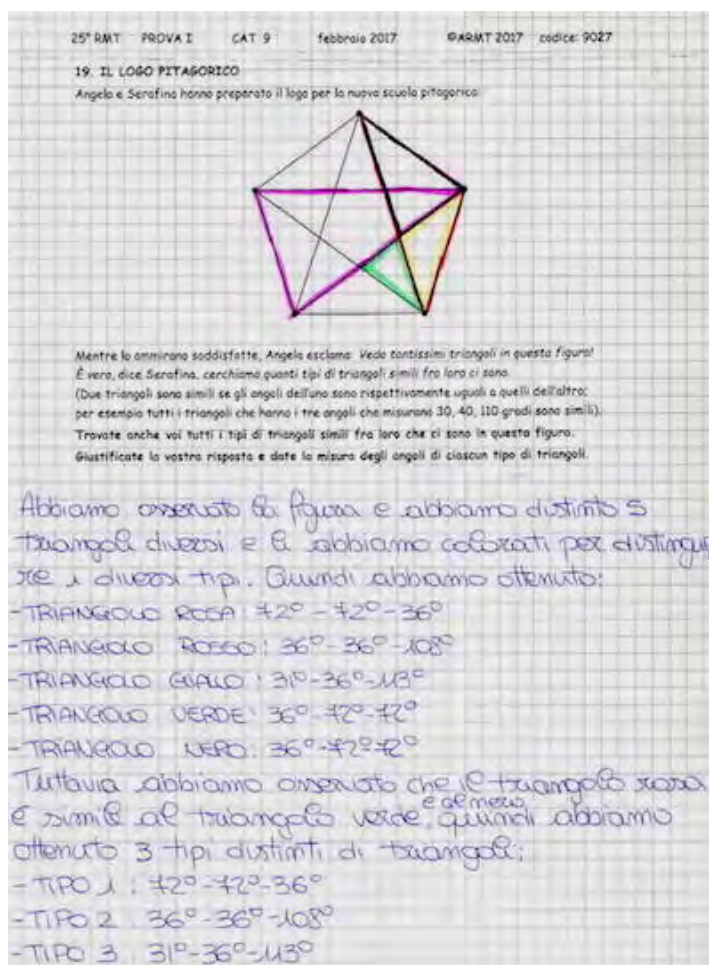 25° RMT PROVA I CAT 9 febbraio 2017 ©ARMT 2017 codice: 9027
19. IL LOGO PITAGORICO
Angela e Serafina hanno preparato il logo per la nuova scuola pitagorica:
Mentre lo ammirano soddisfatte, Angela esclama: Vedo tantissimi triangoli in questa figura!
È vero, dice Serafina, cerchiamo quanti tipi di triangoli simili fra loro ci sono.
(Due triangoli sono simili se gli angoli dell'uno sono rispettivamente uguali a quelli dell'altro;
per esempio tutti i triangoli che hanno i tre angoli che misurano 30, 40, 110 gradi sono simili).
Trovate anche voi tutti i tipi di triangoli simili fra loro che ci sono in questa figura.
Giustificate la vostra risposta e date la misura degli angoli di ciascun tipo di triangoli.
Abbiamo osservato la figura e abbiamo distinto 5
triangoli diversi e li abbiamo colorati per distingue
re i diversi tipi. Quindi abbiamo ottenuto:
-TRIANGOLO ROSA: 72°-72°-36°
-TRIANGOLO ROSSO: 36°-36°-108°
-TRIANGOLO GIALLO: 31°-36°-113°
-TRIANGOLO VERDE: 36°-72°-72°
-TRIANGOLO NERO: 36°-72°-72°
Tuttavia abbiamo osservato che il triangolo rosa
è simile al triangolo verde e al nero, quindi abbiamo
ottenuto 3 tipi distinti di triangoli:
-TIPO 1: 72°-72°-36°
-TIPO 2: 36°-36°-108°
-TIPO 3: 31°-36°-113°